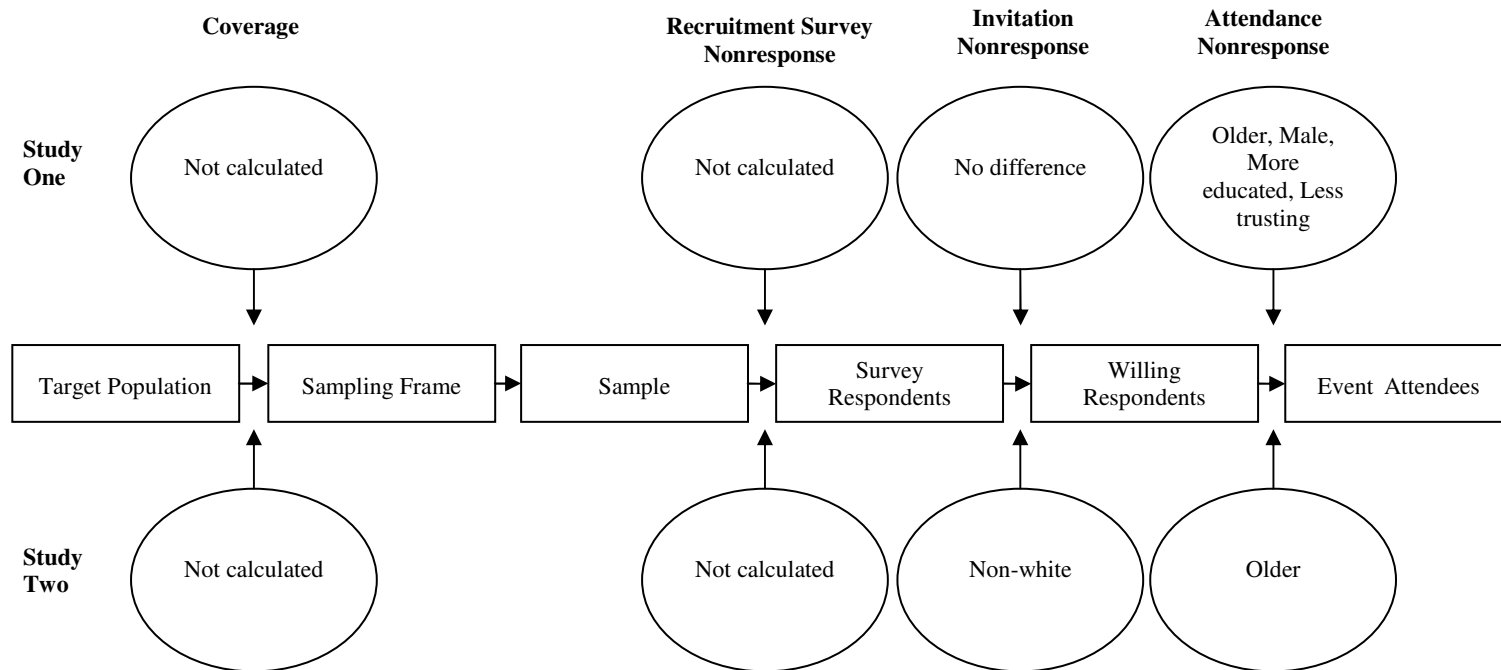 Coverage
Recruitment Survey
Nonresponse
Invitation
Nonresponse
Attendance
Nonresponse
Study
One
Not calculated
Not calculated
No difference
Older, Male,
More
educated, Less
trusting
Target Population
Sampling Frame
Sample
Survey
Respondents
Willing
Respondents
Event Attendees
Study
Two
Not calculated
Not calculated
Non-white
Older